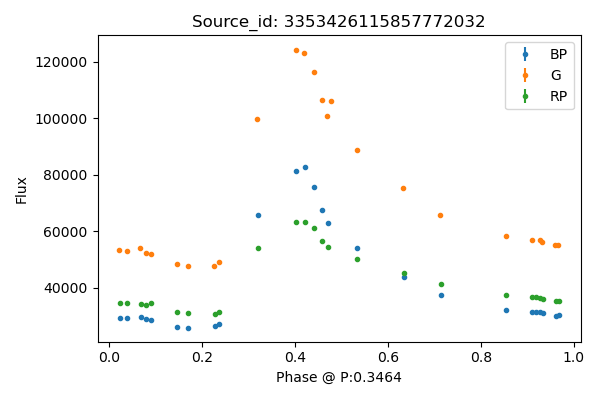 Source_id: 3353426115857772032
Flux
120000
100000
80000
60000
40000
BP
G
RP
0.0 0.2 0.4 0.6 0.8 1.0
Phase @ P:0.3464